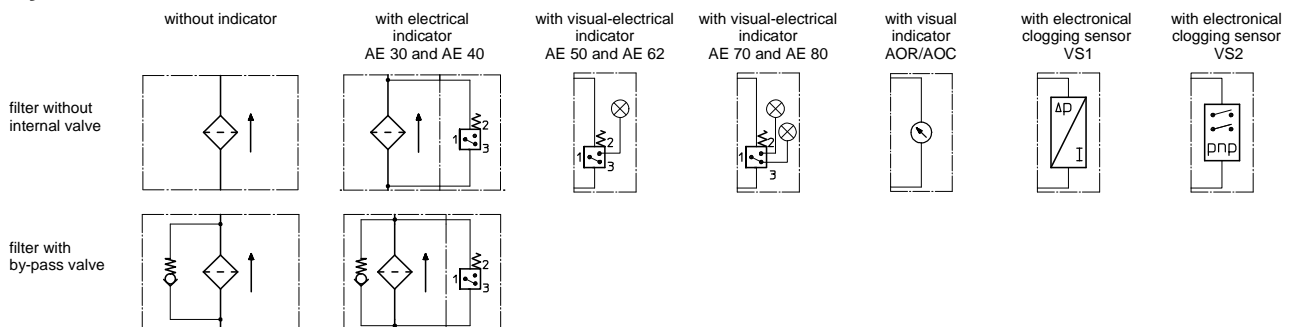 without indicator
with electrical
indicator
AE 30 and AE 40
with visual-electrical
indicator
AE 50 and AE 62
with visual-electrical
indicator
AE 70 and AE 80
with visual
indicator
AOR/AOC
with electronical
clogging sensor
VS1
with electronical
clogging sensor
VS2
filter without
internal valve
1
2
3
1
2
3
1
2
3
Δp
I
pnp
filter with
by-pass valve
1
2
3